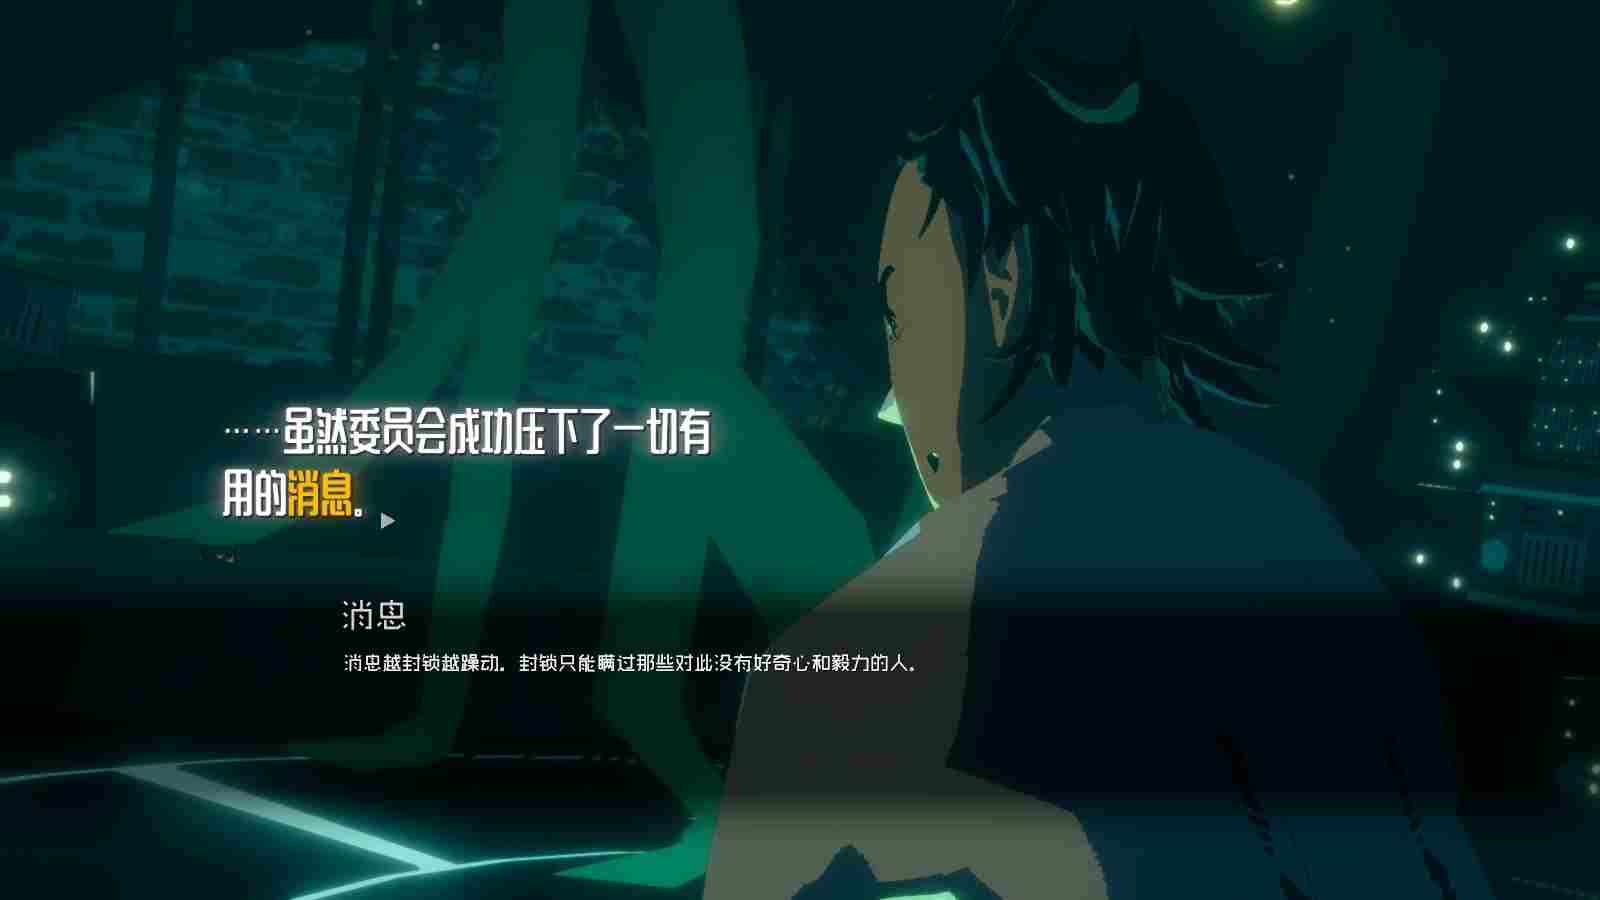 ……虽然委员会成功压下了一切有
用的消息。
消息
消息越封锁越躁动。封锁只能瞒过那些对此没有好奇心和毅力的人。